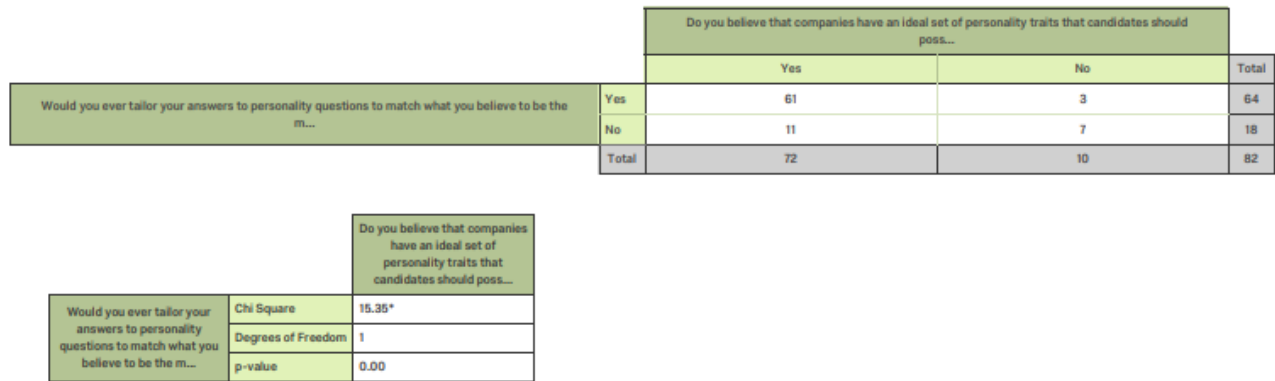 Do you believe that companies have an ideal set of personality traits that candidates should
poss...
Yes No Total
Would you ever tailor your answers to personality questions to match what you believe to be the
m...
Yes 61 3 64
No 11 7 18
Total 72 10 82
Do you believe that companies
have an ideal set of
personality traits that
candidates should poss...
Would you ever tailor your
answers to personality
questions to match what you
believe to be the m...
Chi Square 15.35*
Degrees of Freedom 1
p-value 0.00